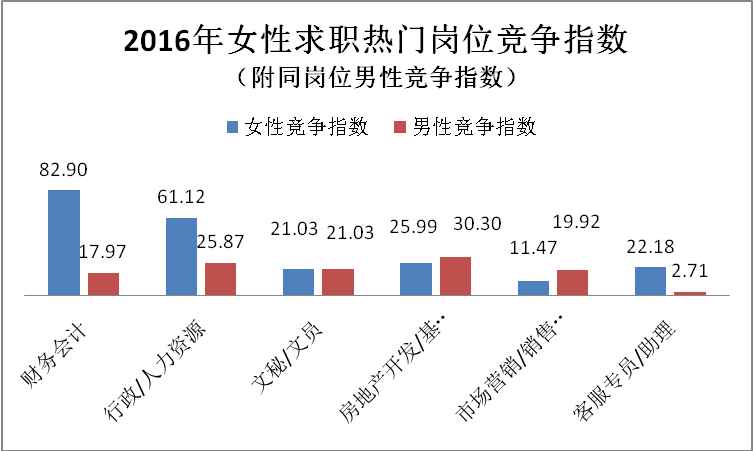 2016年女性求职热门岗位竞争指数
（附同岗位男性竞争指数）
女性竞争指数 男性竞争指数
82.90
17.97
61.12
25.87
21.03
21.03
25.99
30.30
11.47
19.92
22.18
2.71
财务会计
行政/人力资源
文秘/文员
房地产开发/基…
市场营销/销售…
客服专员/助理